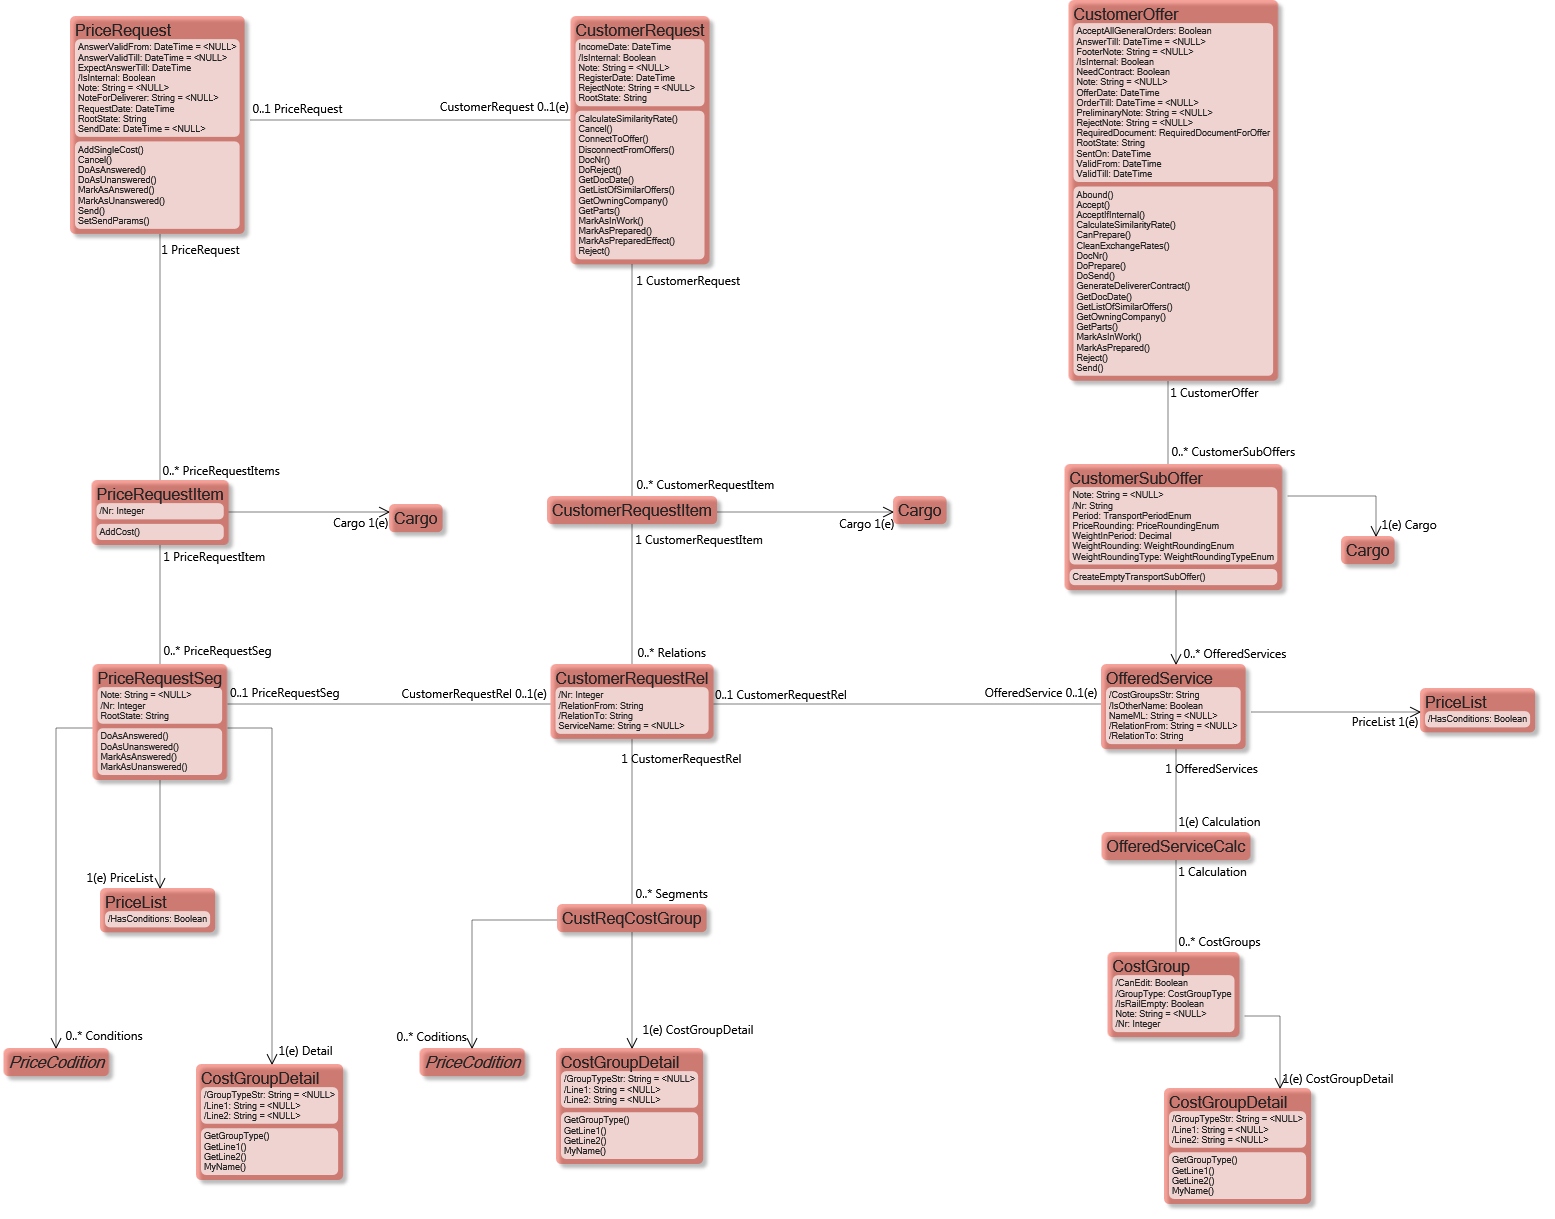 PriceRequest
AnswerValidFrom: DateTime = <NULL>
AnswerValidTill: DateTime = <NULL>
ExpectAnswerTill: DateTime
/IsInternal: Boolean
Note: String = <NULL>
NoteForDeliverer: String = <NULL>
RequestDate: DateTime
RootState: String
SendDate: DateTime = <NULL>
AddSingleCost()
Cancel()
DoAsAnswered()
DoAsUnanswered()
MarkAsAnswered()
MarkAsUnanswered()
Send()
SetSendParams()
0..1 PriceRequest
CustomerRequest 0..1(e)
CustomerRequest
IncomeDate: DateTime
/IsInternal: Boolean
Note: String = <NULL>
RegisterDate: DateTime
RejectNote: String = <NULL>
RootState: String
CalculateSimilarityRate()
Cancel()
ConnectToOffer()
DisconnectFromOffers()
DocNr()
DoReject()
GetDocDate()
GetListOfSimilarOffers()
GetOwningCompany()
GetParts()
MarkAsInWork()
MarkAsPrepared()
MarkAsPreparedEffect()
Reject()
CustomerOffer
AcceptAllGeneralOrders: Boolean
AnswerTill: DateTime = <NULL>
FooterNote: String = <NULL>
/IsInternal: Boolean
NeedContract: Boolean
Note: String = <NULL>
OfferDate: DateTime
OrderTill: DateTime = <NULL>
PreliminaryNote: String = <NULL>
RejectNote: String = <NULL>
RequiredDocument: RequiredDocumentForOffer
RootState: String
SentOn: DateTime
ValidFrom: DateTime
ValidTill: DateTime
Abound()
Accept()
AcceptIfInternal()
CalculateSimilarityRate()
CanPrepare()
CleanExchangeRates()
DocNr()
DoPrepare()
DoSend()
GenerateDelivererContract()
GetDocDate()
GetListOfSimilarOffers()
GetOwningCompany()
GetParts()
MarkAsInWork()
MarkAsPrepared()
Reject()
Send()
1 PriceRequest
1 CustomerRequest
1 CustomerOffer
0..* PriceRequestItems
0..* CustomerRequestItem
0..* CustomerSubOffers
PriceRequestItem
/Nr: Integer
AddCost()
Cargo 1(e)
Cargo
CustomerRequestItem
Cargo 1(e)
Cargo
CustomerSubOffer
Note: String = <NULL>
/Nr: String
Period: TransportPeriodEnum
PriceRounding: PriceRoundingEnum
WeightInPeriod: Decimal
WeightRounding: WeightRoundingEnum
WeightRoundingType: WeightRoundingTypeEnum
CreateEmptyTransportSubOffer()
1(e) Cargo
Cargo
1 PriceRequestItem
1 CustomerRequestItem
0..* PriceRequestSeg
0..* Relations
0..* OfferedServices
PriceRequestSeg
Note: String = <NULL>
/Nr: Integer
RootState: String
DoAsAnswered()
DoAsUnanswered()
MarkAsAnswered()
MarkAsUnanswered()
0..1 PriceRequestSeg
CustomerRequestRel 0..1(e)
CustomerRequestRel
/Nr: Integer
/RelationFrom: String
/RelationTo: String
ServiceName: String = <NULL>
0..1 CustomerRequestRel
OfferedService 0..1(e)
OfferedService
/CostGroupsStr: String
/IsOtherName: Boolean
NameML: String = <NULL>
/RelationFrom: String = <NULL>
/RelationTo: String
PriceList 1(e)
PriceList
/HasConditions: Boolean
1 CustomerRequestRel
1 OfferedServices
1(e) Calculation
OfferedServiceCalc
1 Calculation
1(e) PriceList
PriceList
/HasConditions: Boolean
0..* Segments
CustReqCostGroup
0..* CostGroups
CostGroup
/CanEdit: Boolean
/GroupType: CostGroupType
/IsRailEmpty: Boolean
Note: String = <NULL>
/Nr: Integer
0..* Conditions
PriceCodition
1(e) Detail
CostGroupDetail
/GroupTypeStr: String = <NULL>
/Line1: String = <NULL>
/Line2: String = <NULL>
GetGroupType()
GetLine1()
GetLine2()
MyName()
0..* Coditions
PriceCodition
1(e) CostGroupDetail
CostGroupDetail
/GroupTypeStr: String = <NULL>
/Line1: String = <NULL>
/Line2: String = <NULL>
GetGroupType()
GetLine1()
GetLine2()
MyName()
1(e) CostGroupDetail
CostGroupDetail
/GroupTypeStr: String = <NULL>
/Line1: String = <NULL>
/Line2: String = <NULL>
GetGroupType()
GetLine1()
GetLine2()
MyName()